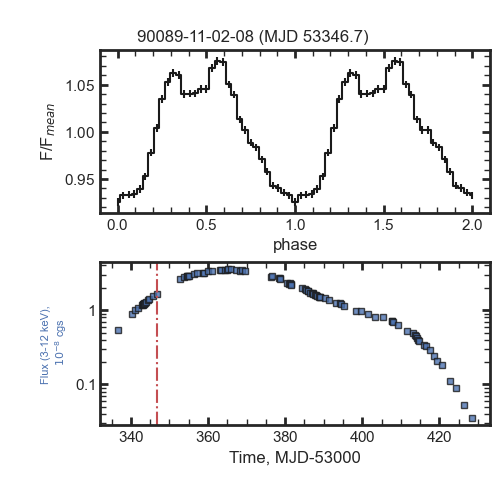 90089-11-02-08 (MJD 53346.7)
F/F_mean
1.05
1.00
0.95
0.0 0.5 1.0 1.5 2.0
phase
Flux (3-12 keV),
10⁻⁸ cgs
1
0.1
340 360 380 400 420
Time, MJD-53000